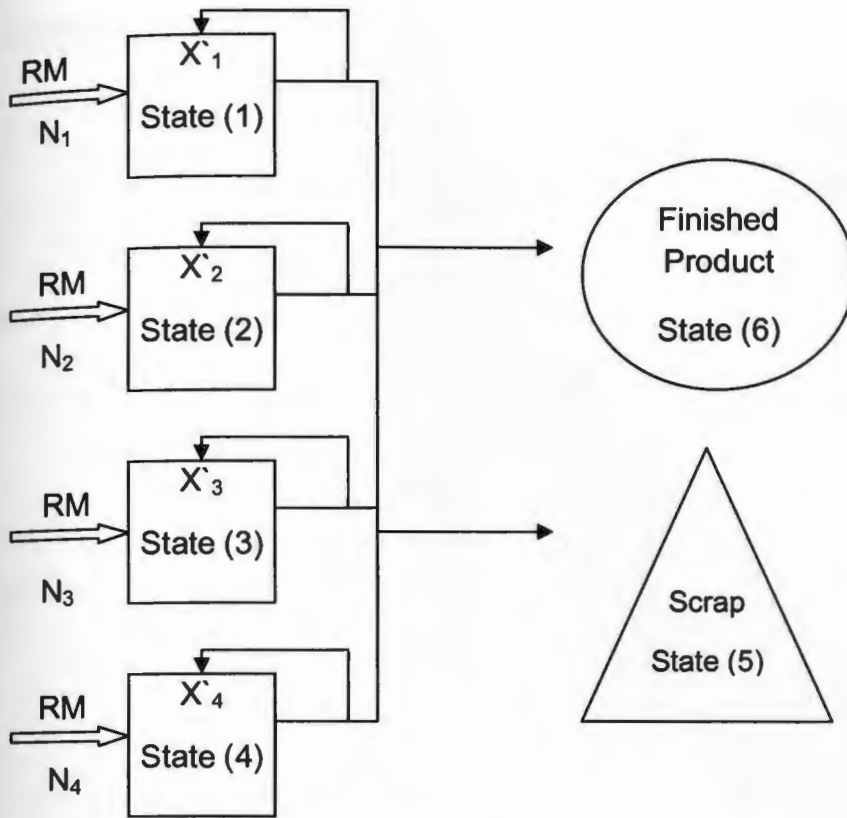 X`₁
RM
State (1)
N₁
Finished
Product
State (6)
X`₂
RM
State (2)
N₂
X`₃
RM
State (3)
N₃
Scrap
State (5)
X`₄
RM
State (4)
N₄